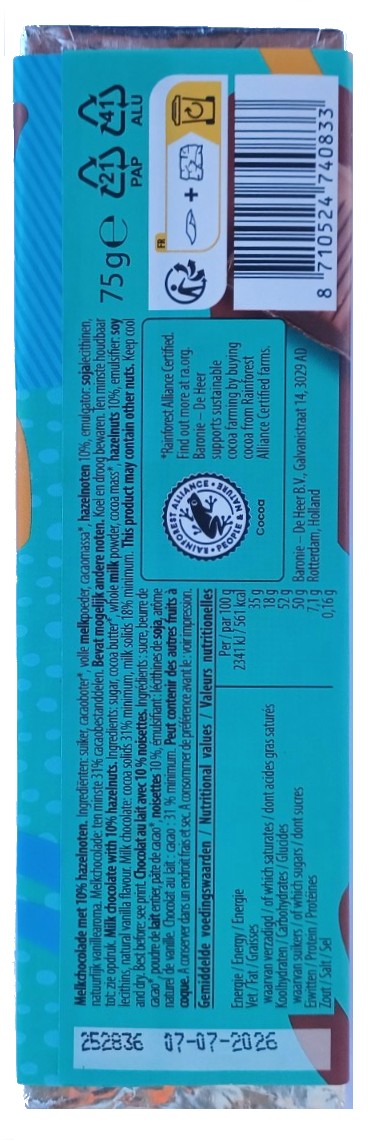 Melkchocolade met 10% hazelnoten. Ingrediënten: suiker, cacaoboter*, volle melkpoeder, cacaomassa*, hazelnoten 10%, emulgator: sojalecithinen,
natuurlijk vanillearoma. Melkchocolade: ten minste 31% cacaobestanddelen. Bevat mogelijk andere noten. Koel en droog bewaren. Ten minste houdbaar
tot: zie opdruk. Milk chocolate with 10% hazelnuts. Ingredients: sugar, cocoa butter*, whole milk powder, cocoa mass*, hazelnuts 10%, emulsifier: soy
lecithins, natural vanilla flavour. Milk chocolate: cocoa solids 31% minimum, milk solids 18% minimum. This product may contain other nuts. Keep cool
and dry. Best before: see print. Chocolat au lait avec 10 % noisettes. Ingrédients : sucre, beurre de
cacao*, poudre de lait entier, pâte de cacao*, noisettes 10 %, émulsifiant : lécithines de soja, arôme
naturel de vanille. Chocolat au lait : cacao : 31 % minimum. Peut contenir des autres fruits à
coque. A conserver dans un endroit frais et sec. A consommer de préférence avant le: voir impression.
Gemiddelde voedingswaarden / Nutritional values / Valeurs nutritionelles
Per / par 100 g
Energie / Energy / Energie 2341 kJ / 561 kcal
Vet / Fat / Graisses 35 g
waarvan verzadigd / of which saturates / dont acides gras saturés 18 g
Koolhydraten / Carbohydrates / Glucides 52 g
waarvan suikers / of which sugars / dont sucres 50 g
Eiwitten / Protein / Protéines 7,1 g
Zout / Salt / Sel 0,16 g
RAINFOREST ALLIANCE • PEOPLE & NATURE •
Cocoa
*Rainforest Alliance Certified.
Find out more at ra.org.
Baronie – De Heer
supports sustainable
cocoa farming by buying
cocoa from Rainforest
Alliance Certified farms.
Baronie – De Heer B.V., Galvanistraat 14, 3029 AD
Rotterdam, Holland
75 g e
21
PAP
41
ALU
FR
+
8 710524 740833
252836 07-07-2026